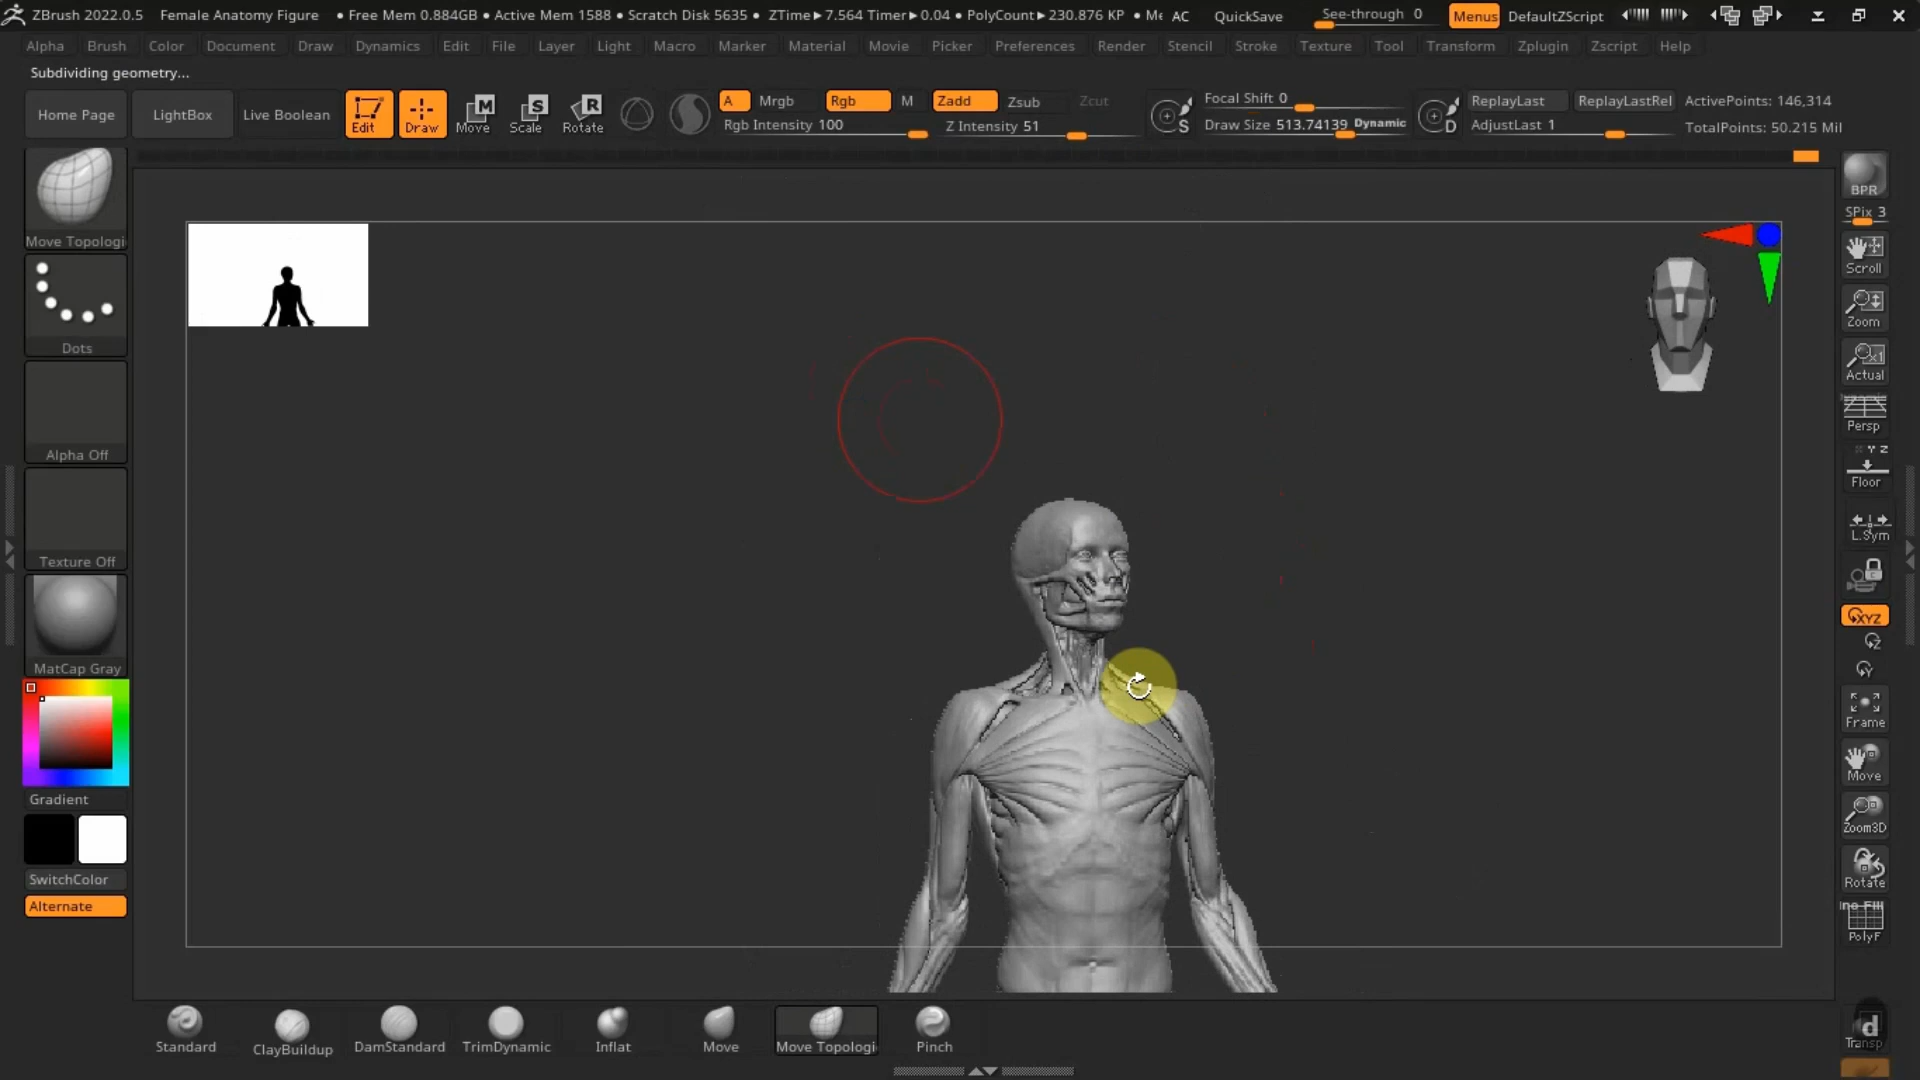 ZBrush 2022.0.5 Female Anatomy Figure • Free Mem 0.884GB • Active Mem 1588 • Scratch Disk 5635 • ZTime▸7.564 Timer▸0.04 • PolyCount▸230.876 KP • Me AC QuickSave See-through 0 Menus DefaultZScript
Alpha Brush Color Document Draw Dynamics Edit File Layer Light Macro Marker Material Movie Picker Preferences Render Stencil Stroke Texture Tool Transform Zplugin Zscript Help
Subdividing geometry...
Home Page LightBox Live Boolean Edit Draw Move Scale Rotate
M S R
A Mrgb Rgb M Zadd Zsub Zcut
Rgb Intensity 100 Z Intensity 51
S Focal Shift 0
Draw Size 513.74139 Dynamic D
ReplayLast ReplayLastRel ActivePoints: 146,314
AdjustLast 1 TotalPoints: 50.215 Mil
Move Topologi
Dots
Alpha Off
Texture Off
MatCap Gray
Gradient
SwitchColor
Alternate
BPR
SPix 3
Scroll
Zoom
Actual
Persp
Floor
L.Sym
XYZ
Frame
Move
Zoom3D
Rotate
PolyF
Transp
Standard ClayBuildup DamStandard TrimDynamic Inflat Move Move Topologi Pinch